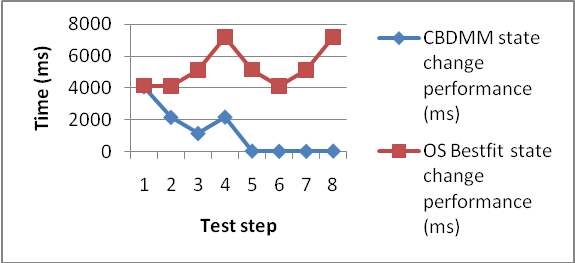 8000
6000
4000
2000
0
Time (ms)
1 2 3 4 5 6 7 8
Test step
CBDMM state
change
performance
(ms)
OS Bestfit state
change
performance
(ms)